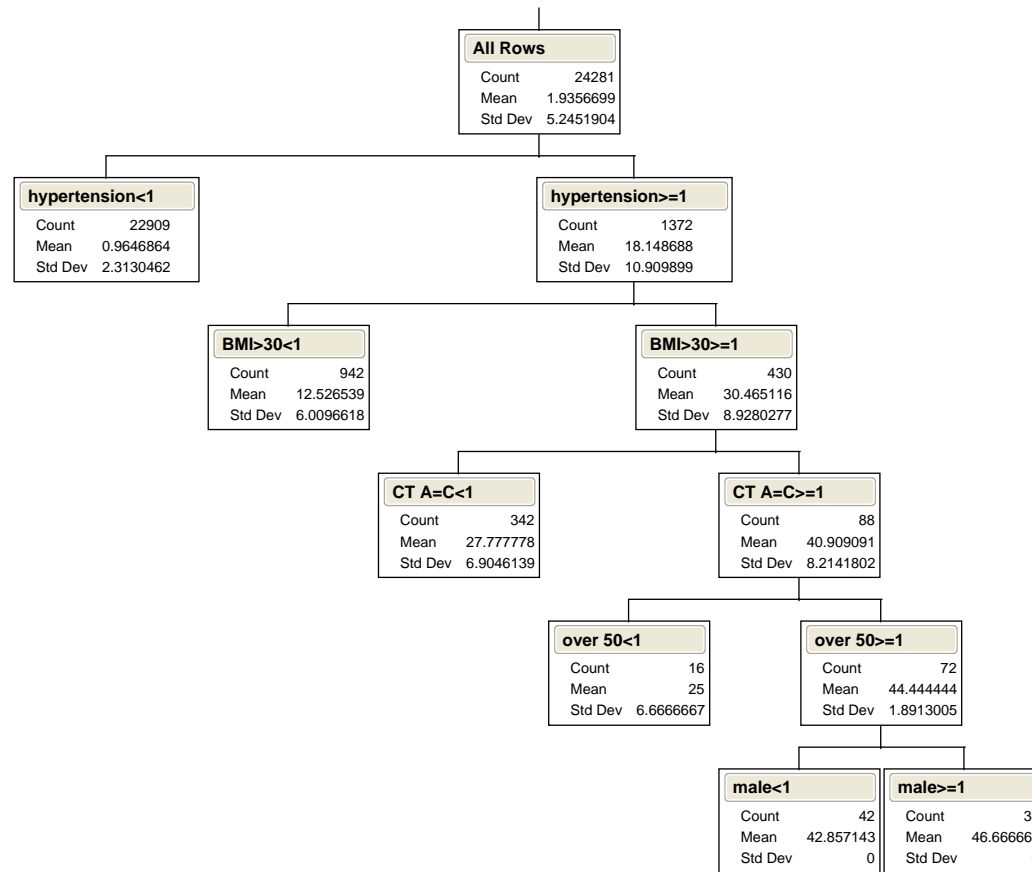 All Rows
Count 24281
Mean 1.9356699
Std Dev 5.2451904
hypertension<1
Count 22909
Mean 0.9646864
Std Dev 2.3130462
hypertension>=1
Count 1372
Mean 18.148688
Std Dev 10.909899
BMI>30<1
Count 942
Mean 12.526539
Std Dev 6.0096618
BMI>30>=1
Count 430
Mean 30.465116
Std Dev 8.9280277
CT A=C<1
Count 342
Mean 27.777778
Std Dev 6.9046139
CT A=C>=1
Count 88
Mean 40.909091
Std Dev 8.2141802
over 50<1
Count 16
Mean 25
Std Dev 6.6666667
over 50>=1
Count 72
Mean 44.444444
Std Dev 1.8913005
male<1
Count 42
Mean 42.857143
Std Dev 0
male>=1
Count 3
Mean 46.66666
Std Dev